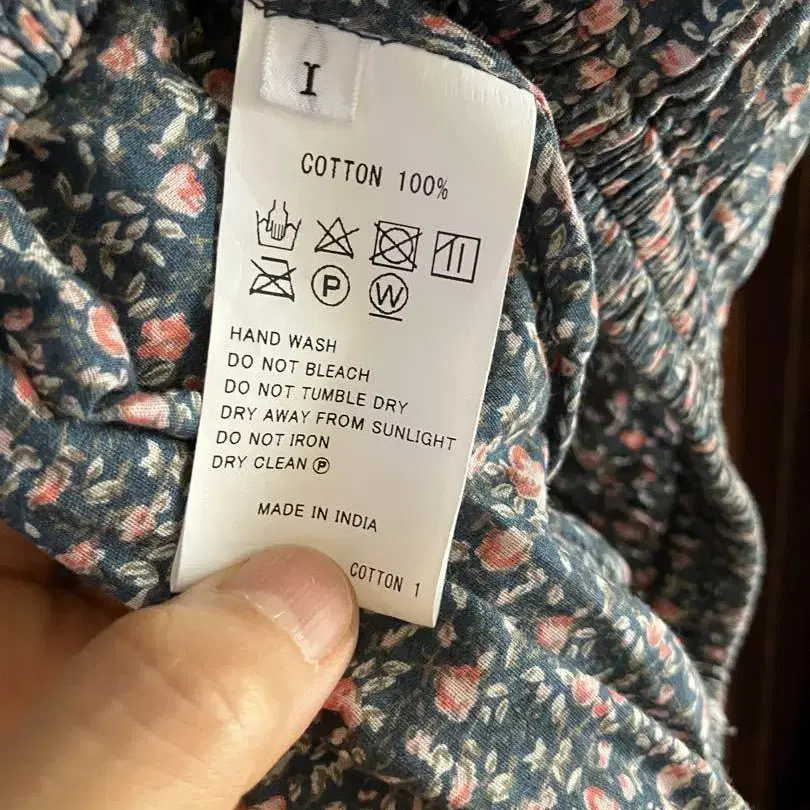 I
COTTON 100%
P W
HAND WASH
DO NOT BLEACH
DO NOT TUMBLE DRY
DRY AWAY FROM SUNLIGHT
DO NOT IRON
DRY CLEAN Ⓟ
MADE IN INDIA
COTTON 1